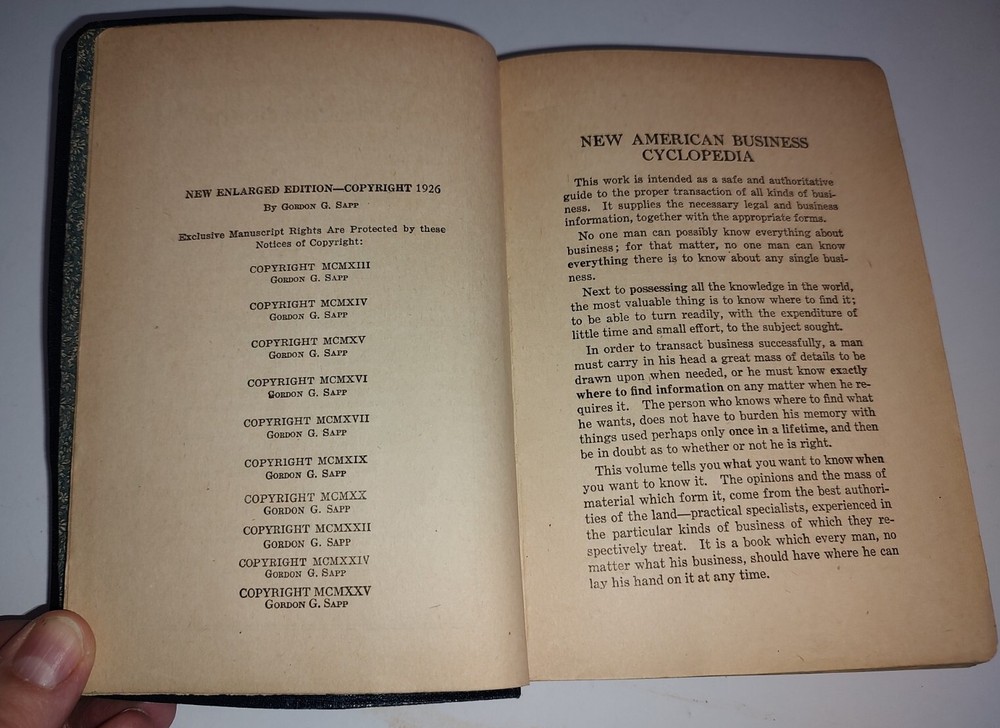 NEW ENLARGED EDITION—COPYRIGHT 1926
By Gordon G. Sapp
Exclusive Manuscript Rights Are Protected by these
Notices of Copyright:
COPYRIGHT MCMXIII
Gordon G. Sapp
COPYRIGHT MCMXIV
Gordon G. Sapp
COPYRIGHT MCMXV
Gordon G. Sapp
COPYRIGHT MCMXVI
Gordon G. Sapp
COPYRIGHT MCMXVII
Gordon G. Sapp
COPYRIGHT MCMXIX
Gordon G. Sapp
COPYRIGHT MCMXX
Gordon G. Sapp
COPYRIGHT MCMXXII
Gordon G. Sapp
COPYRIGHT MCMXXIV
Gordon G. Sapp
COPYRIGHT MCMXXV
Gordon G. Sapp
NEW AMERICAN BUSINESS
CYCLOPEDIA
This work is intended as a safe and authoritative
guide to the proper transaction of all kinds of busi-
ness. It supplies the necessary legal and business
information, together with the appropriate forms.
No one man can possibly know everything about
business; for that matter, no one man can know
everything there is to know about any single busi-
ness.
Next to possessing all the knowledge in the world,
the most valuable thing is to know where to find it;
to be able to turn readily, with the expenditure of
little time and small effort, to the subject sought.
In order to transact business successfully, a man
must carry in his head a great mass of details to be
drawn upon when needed, or he must know exactly
where to find information on any matter when he re-
quires it. The person who knows where to find what
he wants, does not have to burden his memory with
things used perhaps only once in a lifetime, and then
be in doubt as to whether or not he is right.
This volume tells you what you want to know when
you want to know it. The opinions and the mass of
material which form it, come from the best authori-
ties of the land—practical specialists, experienced in
the particular kinds of business of which they re-
spectively treat. It is a book which every man, no
matter what his business, should have where he can
lay his hand on it at any time.